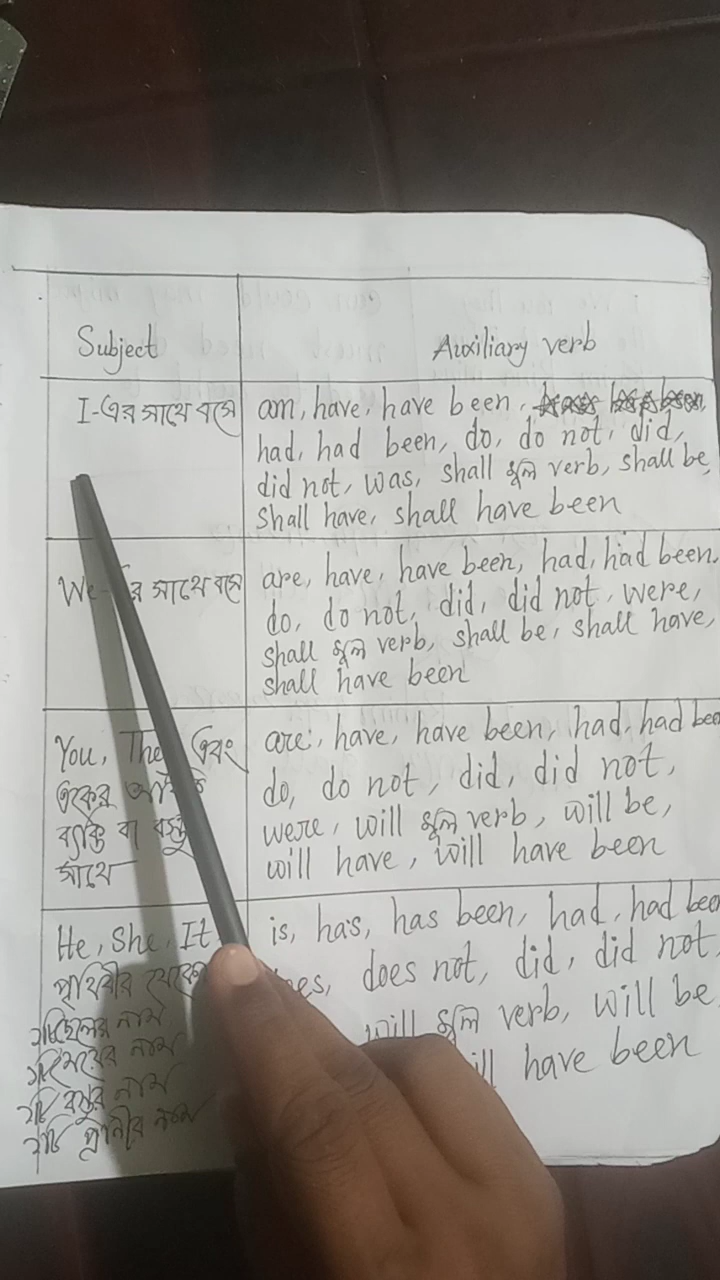 Subject
Auxiliary verb
I-এর সাথে বসে
am, have, have been,
had, had been, do, do not, did,
did not, was, shall মূল verb, shall be,
shall have, shall have been
We- র সাথে বসে
are, have, have been, had, had been.
do, do not, did, did not, were,
shall মূল verb, shall be, shall have,
shall have been
You, The এবং
একের
ব্যক্তি বা বস্তু
সাথে
are, have, have been, had, had been
do, do not, did, did not,
were, will মূল verb, will be,
will have, will have been
He, She, It
পৃথিবীর যেকোন
ছেলের নাম
মেয়ের নাম
বস্তুর নাম
প্রানীর নাম
is, has, has been, had, had bee
does not, did, did not,
will মূল verb, will be
have been